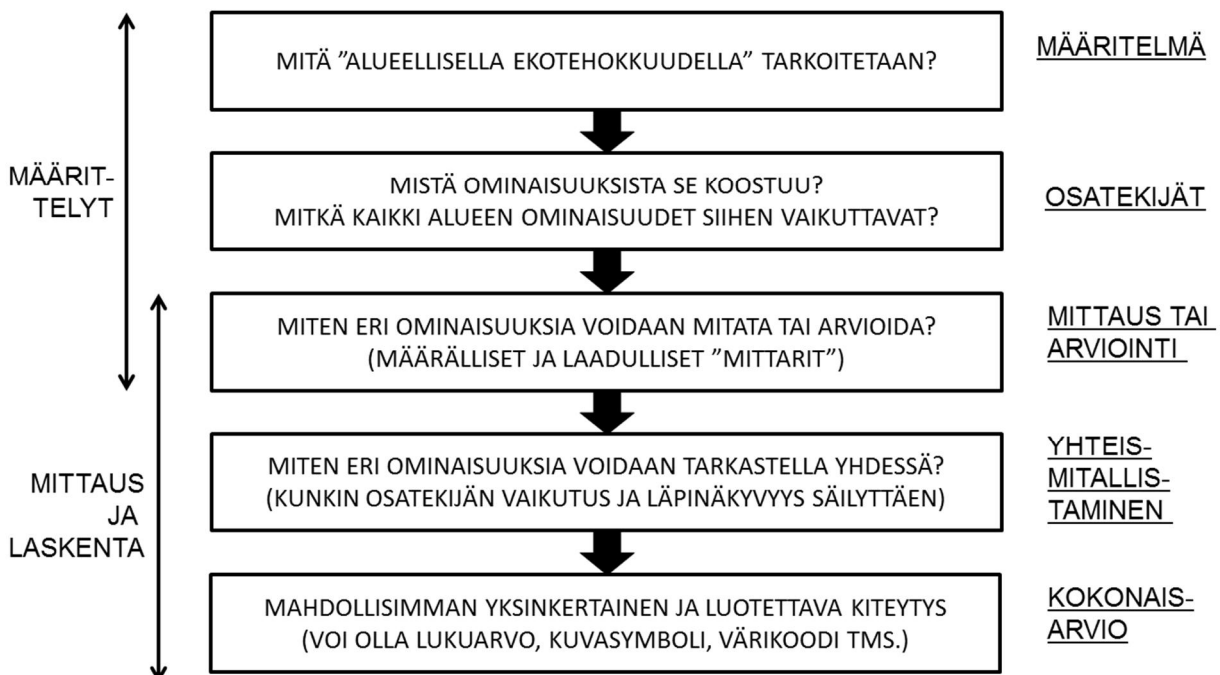 MITÄ ”ALUEELLISELLA EKOTEHOKKUUDELLA” TARKOITETAAN?
MÄÄRITELMÄ
MÄÄRIT-
TELYT
MISTÄ OMINAISUUKSISTA SE KOOSTUU?
MITKÄ KAIKKI ALUEEN OMINAISUUDET SIIHEN VAIKUTTAVAT?
OSATEKIJÄT
MITEN ERI OMINAISUUKSIA VOIDAAN MITATA TAI ARVIOIDA?
(MÄÄRÄLLISET JA LAADULLISET ”MITTARIT”)
MITTAUS TAI
ARVIOINTI
MITTAUS
JA
LASKENTA
MITEN ERI OMINAISUUKSIA VOIDAAN TARKASTELLA YHDESSÄ?
(KUNKIN OSATEKIJÄN VAIKUTUS JA LÄPINÄKYVYYS SÄILYTTÄEN)
YHTEIS-
MITALLIS-
TAMINEN
MAHDOLLISIMMAN YKSINKERTAINEN JA LUOTETTAVA KITEYTYS
(VOI OLLA LUKUARVO, KUVASYMBOLI, VÄRIKOODI TMS.)
KOKONAIS-
ARVIO